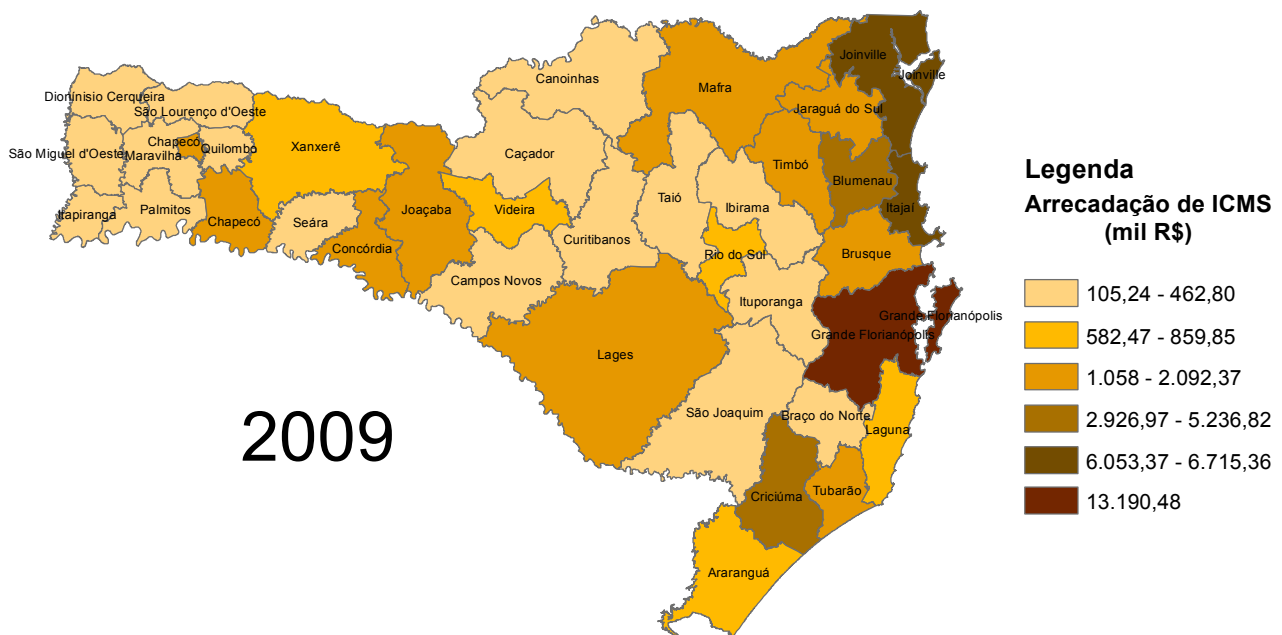 Joinville
Joinville
Canoinhas
Mafra
Dionínisio Cerqueira
São Lourenço d'Oeste
Jaraguá do Sul
Chapecó
Xanxerê
Quilombo
São Miguel d'Oeste
Maravilha
Caçador
Timbó
Blumenau
Taió
Ibirama
Itajaí
Itapiranga
Palmitos
Chapecó
Seára
Joaçaba
Videira
Concórdia
Curitibanos
Rio do Sul
Brusque
Campos Novos
Ituporanga
Grande Florianópolis
Grande Florianópolis
Lages
São Joaquim
Braço do Norte
Laguna
Criciúma
Tubarão
Araranguá
2009
Legenda
Arrecadação de ICMS
(mil R$)
105,24 - 462,80
582,47 - 859,85
1.058 - 2.092,37
2.926,97 - 5.236,82
6.053,37 - 6.715,36
13.190,48